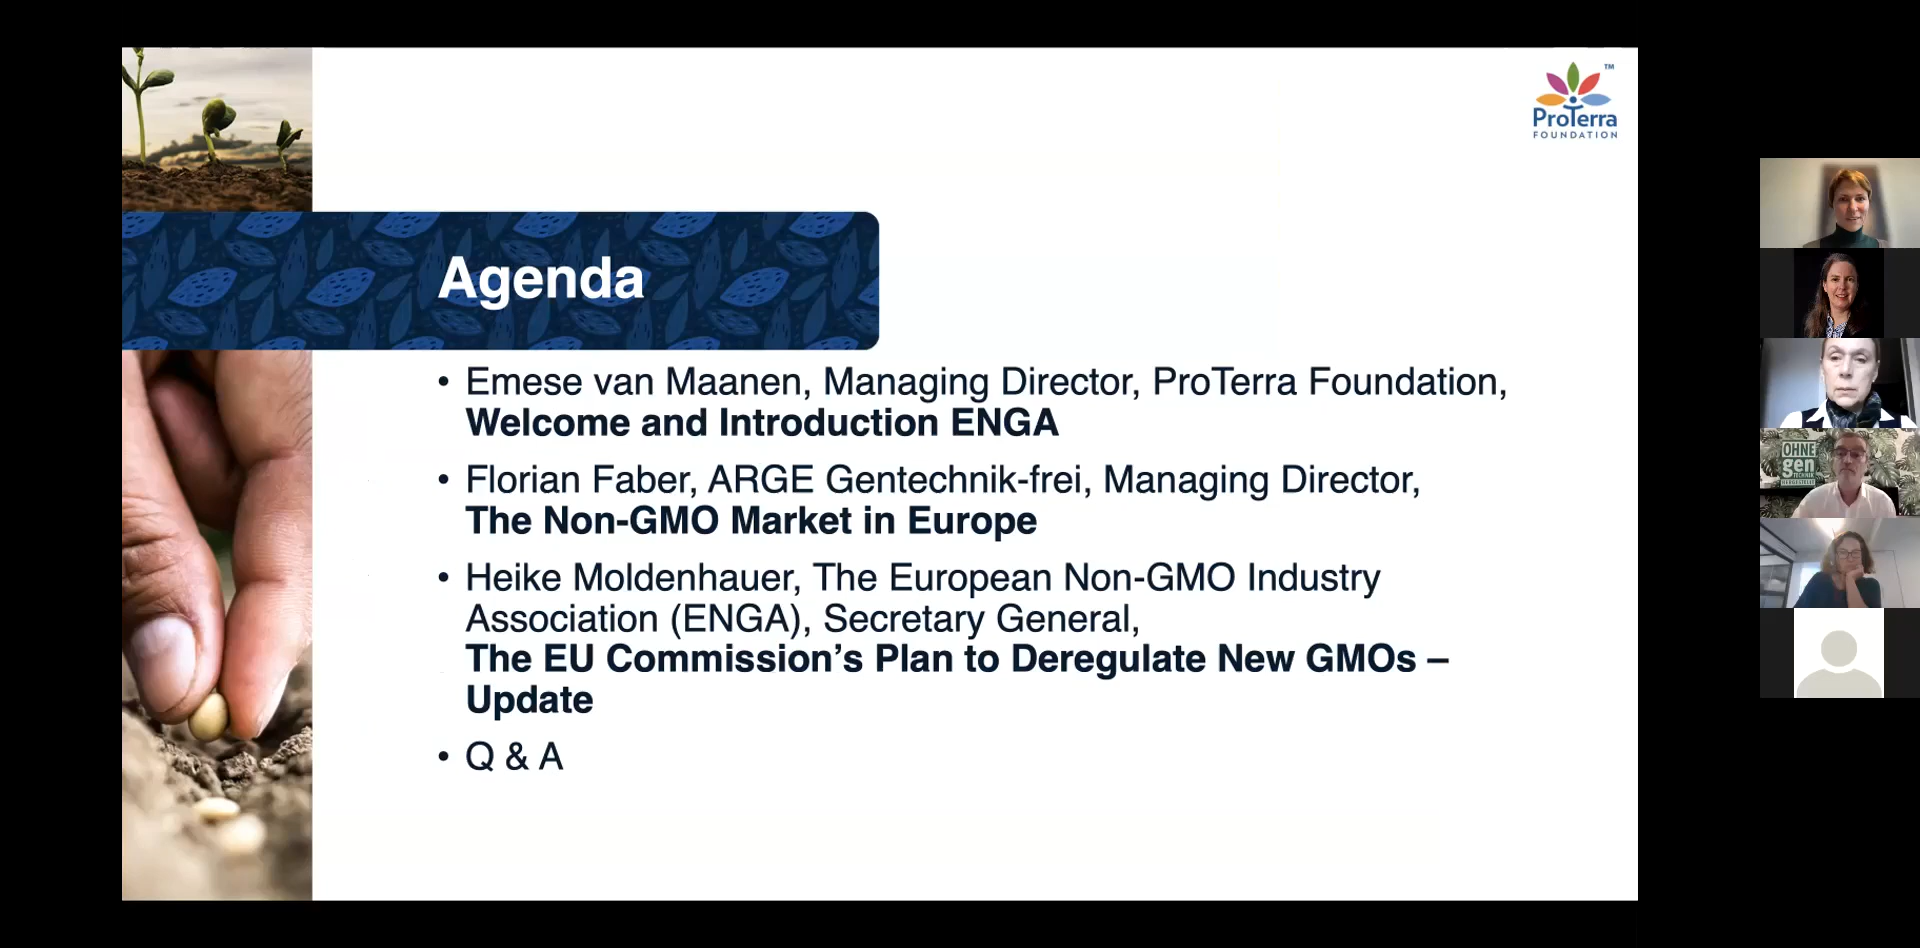 ™
ProTerra
FOUNDATION
Agenda
• Emese van Maanen, Managing Director, ProTerra Foundation,
Welcome and Introduction ENGA
• Florian Faber, ARGE Gentechnik-frei, Managing Director,
The Non-GMO Market in Europe
• Heike Moldenhauer, The European Non-GMO Industry
Association (ENGA), Secretary General,
The EU Commission’s Plan to Deregulate New GMOs –
Update
• Q & A
OHNE
gen
TECHNIK
HERGESTELLT